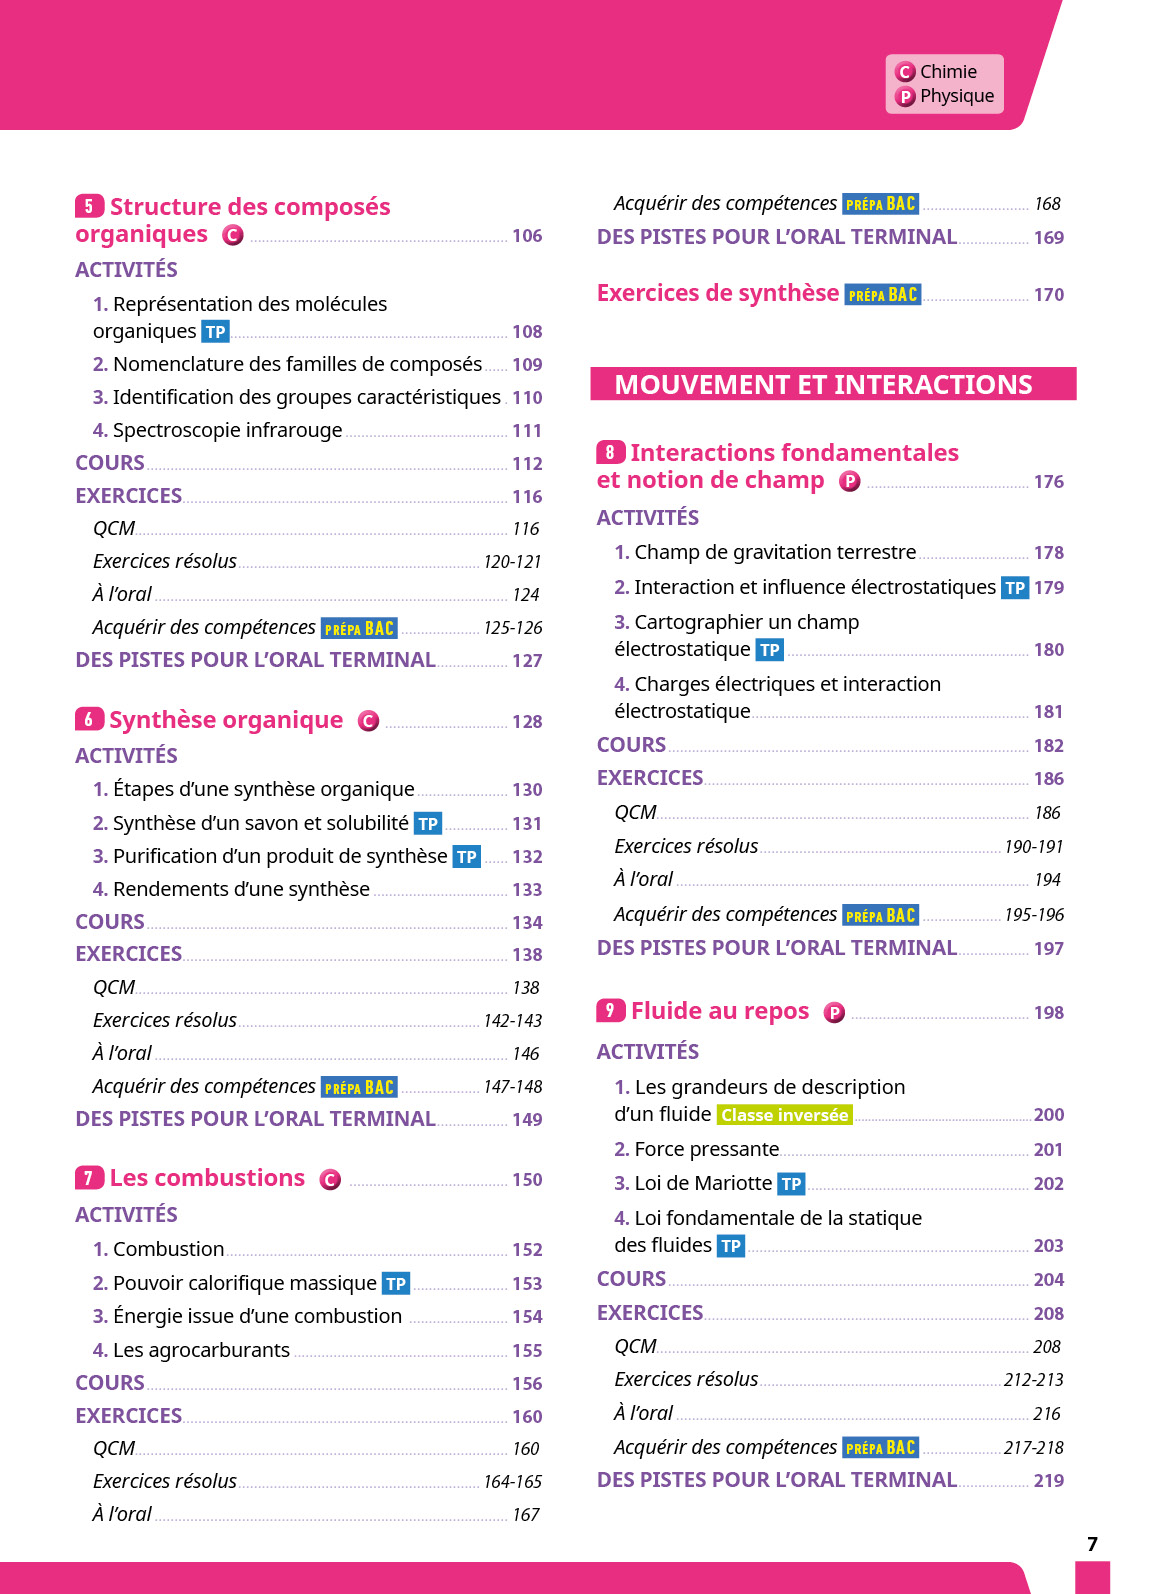 C Chimie
P Physique
5 Structure des composés
organiques C 106
ACTIVITÉS
1. Représentation des molécules
organiques TP 108
2. Nomenclature des familles de composés 109
3. Identification des groupes caractéristiques 110
4. Spectroscopie infrarouge 111
COURS 112
EXERCICES 116
QCM 116
Exercices résolus 120-121
À l’oral 124
Acquérir des compétences PRÉPA BAC 125-126
DES PISTES POUR L’ORAL TERMINAL 127
6 Synthèse organique C 128
ACTIVITÉS
1. Étapes d’une synthèse organique 130
2. Synthèse d’un savon et solubilité TP 131
3. Purification d’un produit de synthèse TP 132
4. Rendements d’une synthèse 133
COURS 134
EXERCICES 138
QCM 138
Exercices résolus 142-143
À l’oral 146
Acquérir des compétences PRÉPA BAC 147-148
DES PISTES POUR L’ORAL TERMINAL 149
7 Les combustions C 150
ACTIVITÉS
1. Combustion 152
2. Pouvoir calorifique massique TP 153
3. Énergie issue d’une combustion 154
4. Les agrocarburants 155
COURS 156
EXERCICES 160
QCM 160
Exercices résolus 164-165
À l’oral 167
Acquérir des compétences PRÉPA BAC 168
DES PISTES POUR L’ORAL TERMINAL 169
Exercices de synthèse PRÉPA BAC 170
MOUVEMENT ET INTERACTIONS
8 Interactions fondamentales
et notion de champ P 176
ACTIVITÉS
1. Champ de gravitation terrestre 178
2. Interaction et influence électrostatiques TP 179
3. Cartographier un champ
électrostatique TP 180
4. Charges électriques et interaction
électrostatique 181
COURS 182
EXERCICES 186
QCM 186
Exercices résolus 190-191
À l’oral 194
Acquérir des compétences PRÉPA BAC 195-196
DES PISTES POUR L’ORAL TERMINAL 197
9 Fluide au repos P 198
ACTIVITÉS
1. Les grandeurs de description
d’un fluide Classe inversée 200
2. Force pressante 201
3. Loi de Mariotte TP 202
4. Loi fondamentale de la statique
des fluides TP 203
COURS 204
EXERCICES 208
QCM 208
Exercices résolus 212-213
À l’oral 216
Acquérir des compétences PRÉPA BAC 217-218
DES PISTES POUR L’ORAL TERMINAL 219
7